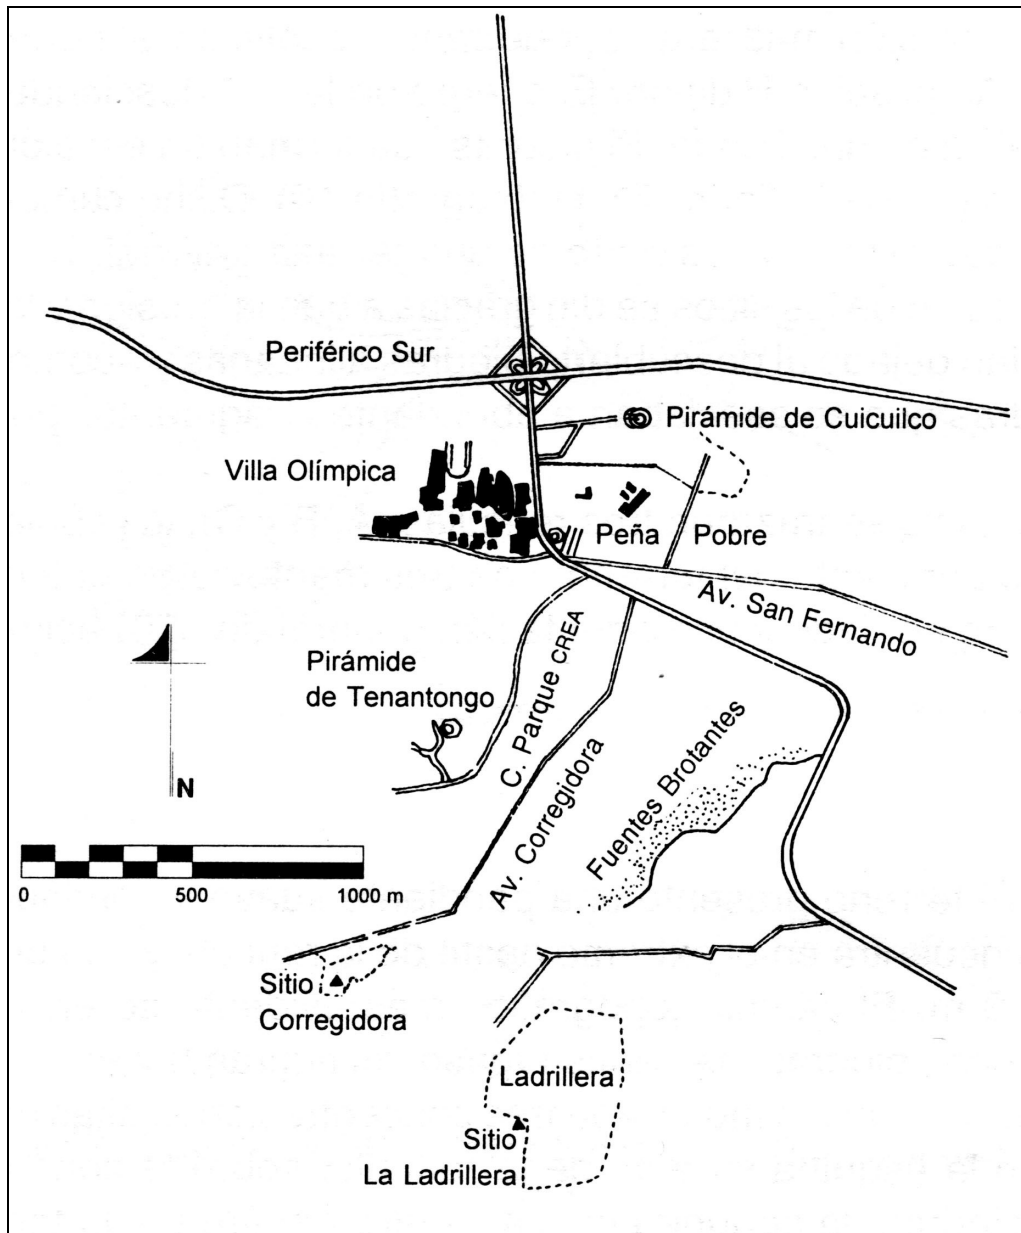 Periférico Sur
Pirámide de Cuicuilco
Villa Olímpica
Peña Pobre
Av. San Fernando
Pirámide
de Tenantongo
C. Parque CREA
Av. Corregidora
Fuentes Brotantes
N
0 500 1000 m
Sitio
Corregidora
Ladrillera
Sitio
La Ladrillera